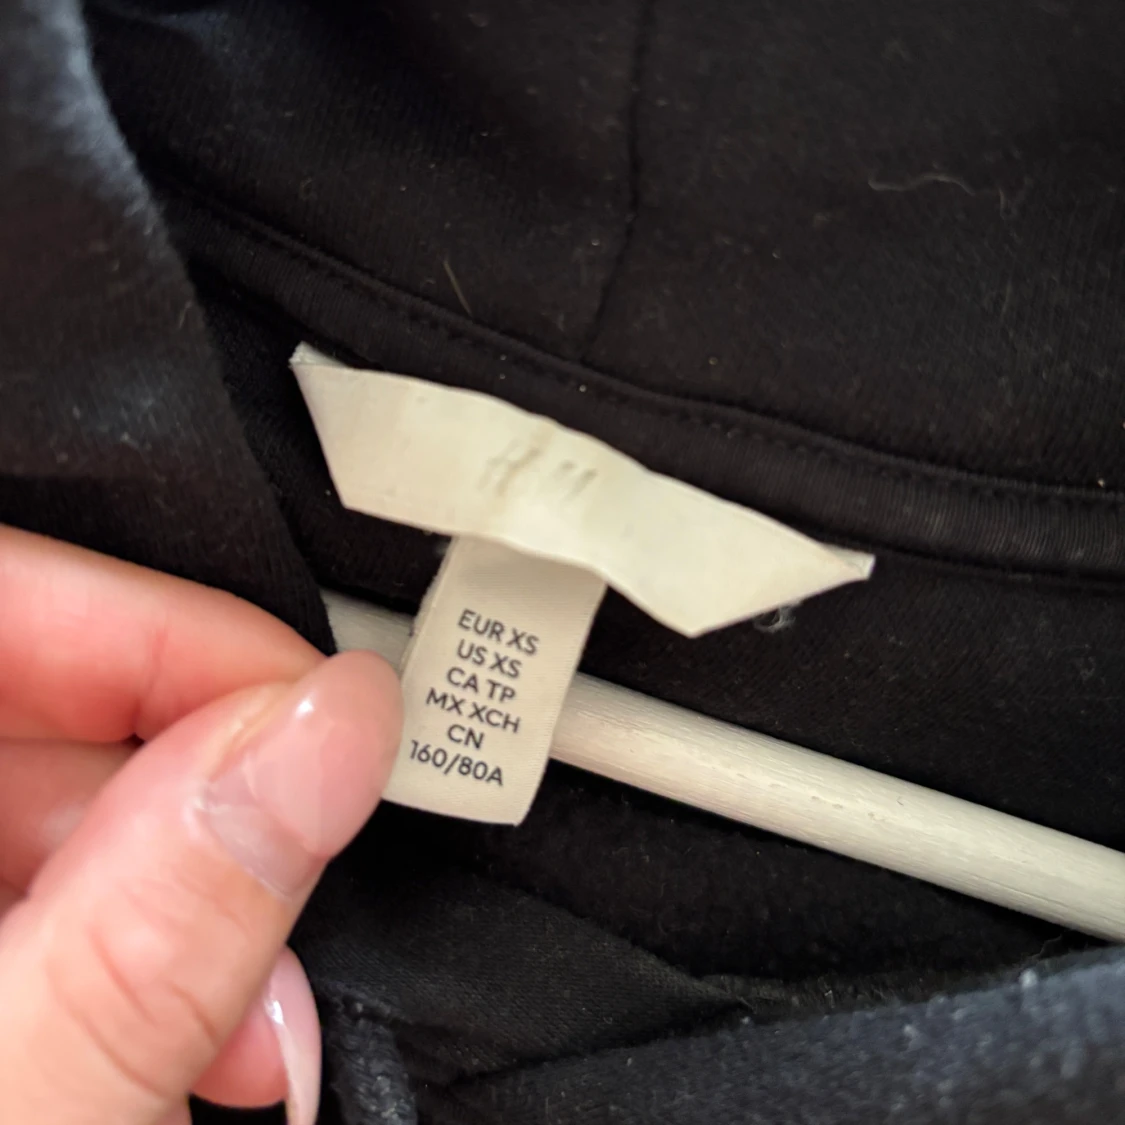 H M
EUR XS
US XS
CA TP
MX XCH
CN
160/80A